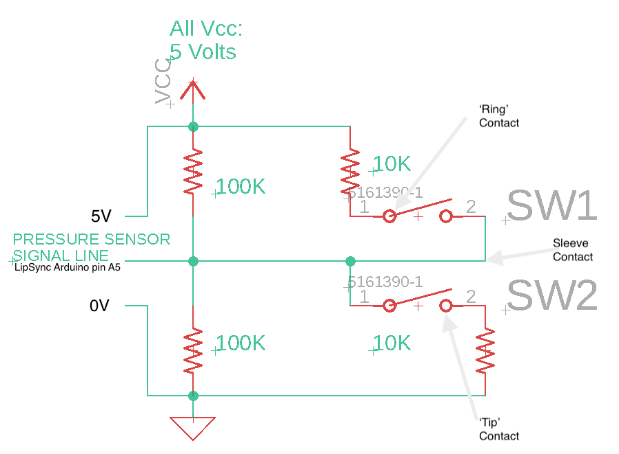 All Vcc:
5 Volts
VCC
'Ring'
Contact
10K
100K
5161390-1
1
2
SW1
5V
PRESSURE SENSOR
SIGNAL LINE
LipSync Arduino pin A5
Sleeve
Contact
5161390-1
1
2
SW2
0V
100K
10K
'Tip'
Contact